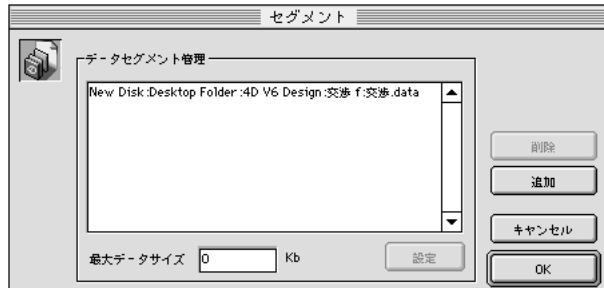 セグメント
データセグメント管理
New Disk:Desktop Folder:4D V6 Design:交渉 f:交渉.data
削除
追加
キャンセル
最大データサイズ 0 Kb 設定
OK